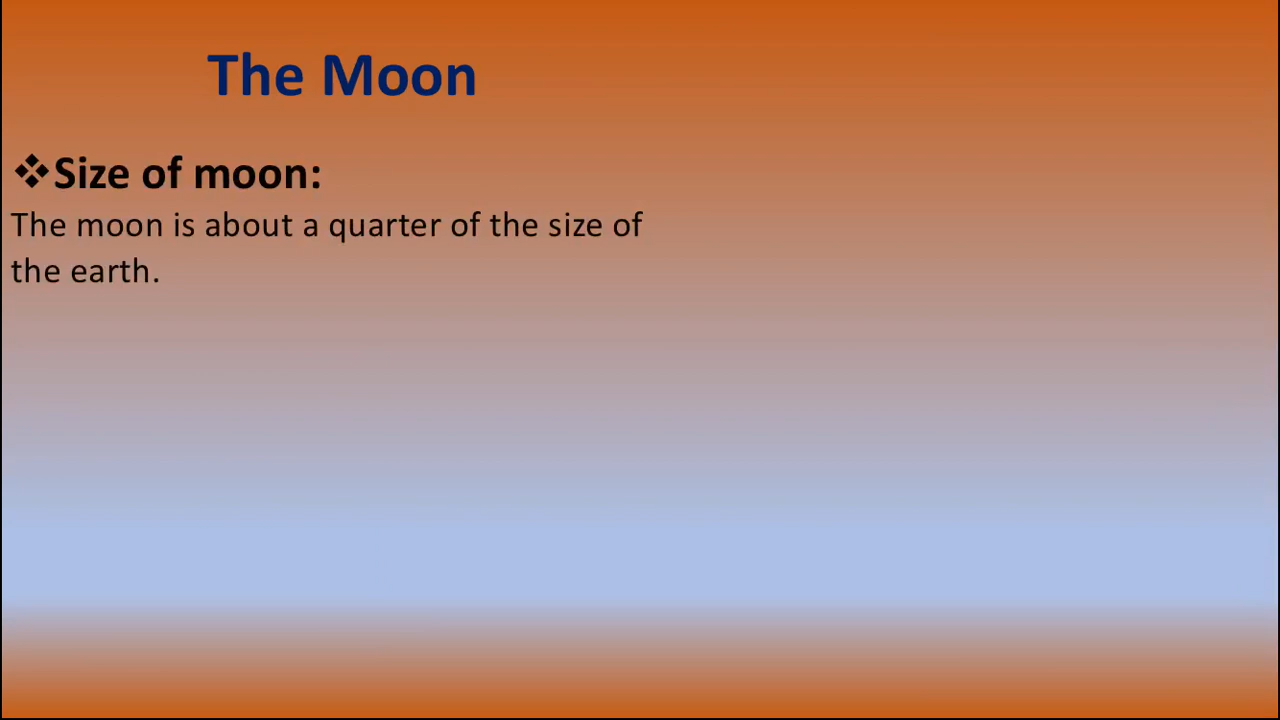 The Moon
❖Size of moon:
The moon is about a quarter of the size of
the earth.